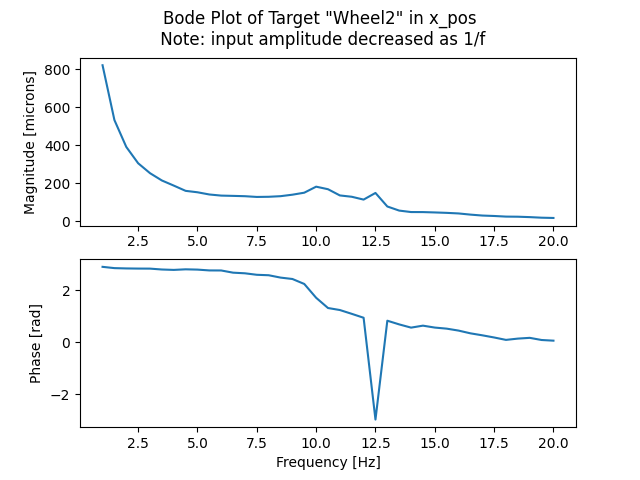 Bode Plot of Target "Wheel2" in x_pos
Note: input amplitude decreased as 1/f
Magnitude [microns]
800
600
400
200
0
2.5 5.0 7.5 10.0 12.5 15.0 17.5 20.0
Phase [rad]
2
0
−2
2.5 5.0 7.5 10.0 12.5 15.0 17.5 20.0
Frequency [Hz]